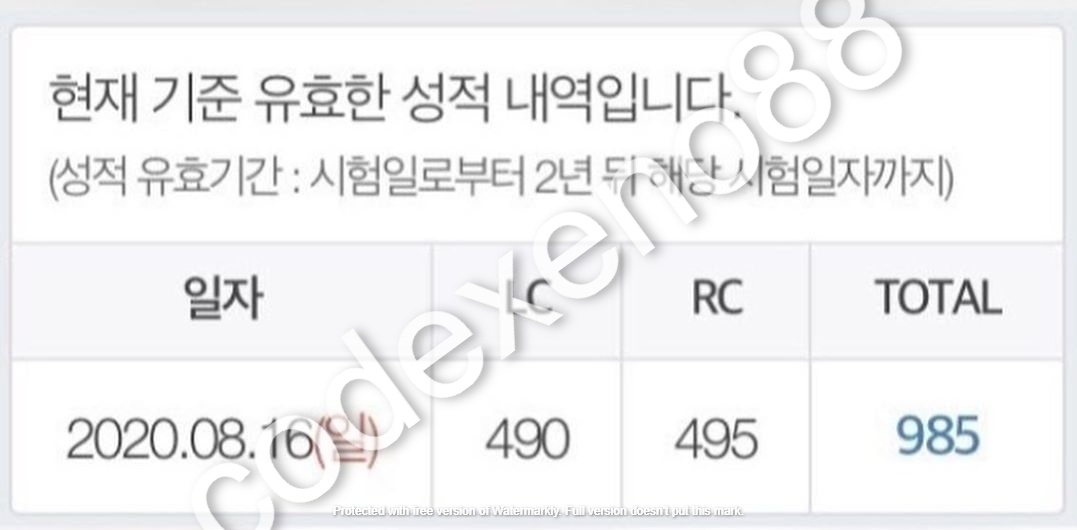 현재 기준 유효한 성적 내역입니다.
(성적 유효기간 : 시험일로부터 2년 뒤 해당 시험일자까지)
일자 LC RC TOTAL
2020.08.16(일) 490 495 985
codexeno88
Protected with free version of Watermarkly. Full version doesn't put this mark.